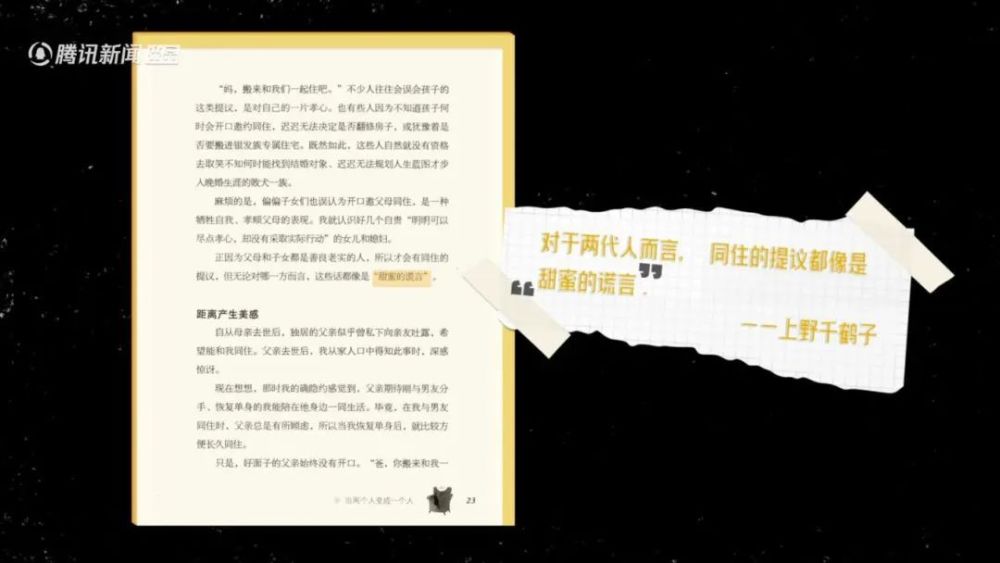 腾讯新闻
“妈，搬来和我们一起住吧。”不少人往往会误会孩子的
这类提议，是对自己的一片孝心。也有些人因为不知道孩子何
时会开口邀约同住，迟迟无法决定是否翻修房子，或犹豫着是
否要搬进银发族专属住宅。既然如此，这些人自然就没有资格
去取笑不知何时能找到结婚对象、迟迟无法规划人生蓝图才步
入晚婚生涯的败犬一族。
麻烦的是，偏偏子女们也误认为开口邀父母同住，是一种
牺牲自我、孝顺父母的表现。我就认识好几个自责“明明可以
尽点孝心，却没有采取实际行动”的女儿和媳妇。
正因为父母和子女都是善良老实的人，所以才会有同住的
提议，但无论对哪一方而言，这些话都像是“甜蜜的谎言”。
距离产生美感
自从母亲去世后，独居的父亲似乎曾私下向亲友吐露，希
望能和我同住。父亲去世后，我从家人口中得知此事时，深感
惊讶。
现在想想，那时我的确隐约感觉到，父亲期待刚与男友分
手、恢复单身的我能陪在他身边一同生活。毕竟，在我与男友
同住时，父亲总是有所顾虑，所以当我恢复单身后，就比较方
便长久同住。
只是，好面子的父亲始终没有开口。“爸，你搬来和我一
当两个人变成一个人
23
对于两代人而言， 同住的提议都像是
“甜蜜的谎言”.
——上野千鹤子